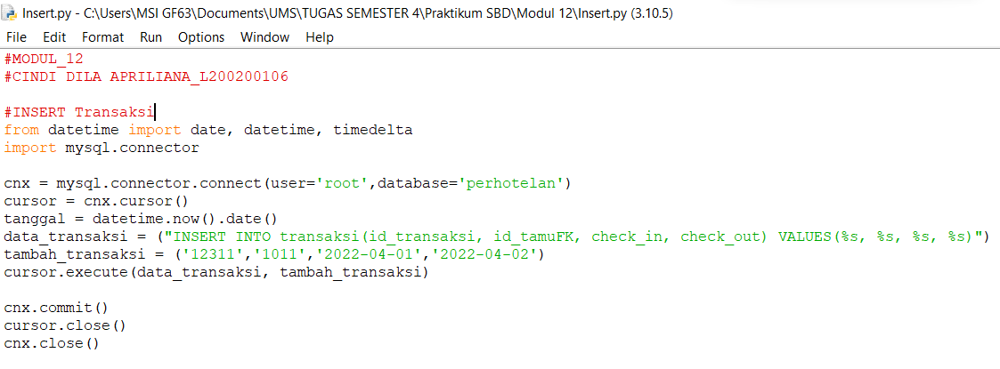 Insert.py - C:\Users\MSI GF63\Documents\UMS\TUGAS SEMESTER 4\Praktikum SBD\Modul 12\Insert.py (3.10.5)
File Edit Format Run Options Window Help
#MODUL_12
#CINDI DILA APRILIANA_L200200106
#INSERT Transaksi
from datetime import date, datetime, timedelta
import mysql.connector
cnx = mysql.connector.connect(user='root',database='perhotelan')
cursor = cnx.cursor()
tanggal = datetime.now().date()
data_transaksi = ("INSERT INTO transaksi(id_transaksi, id_tamuFK, check_in, check_out) VALUES(%s, %s, %s, %s)")
tambah_transaksi = ('12311','1011','2022-04-01','2022-04-02')
cursor.execute(data_transaksi, tambah_transaksi)
cnx.commit()
cursor.close()
cnx.close()